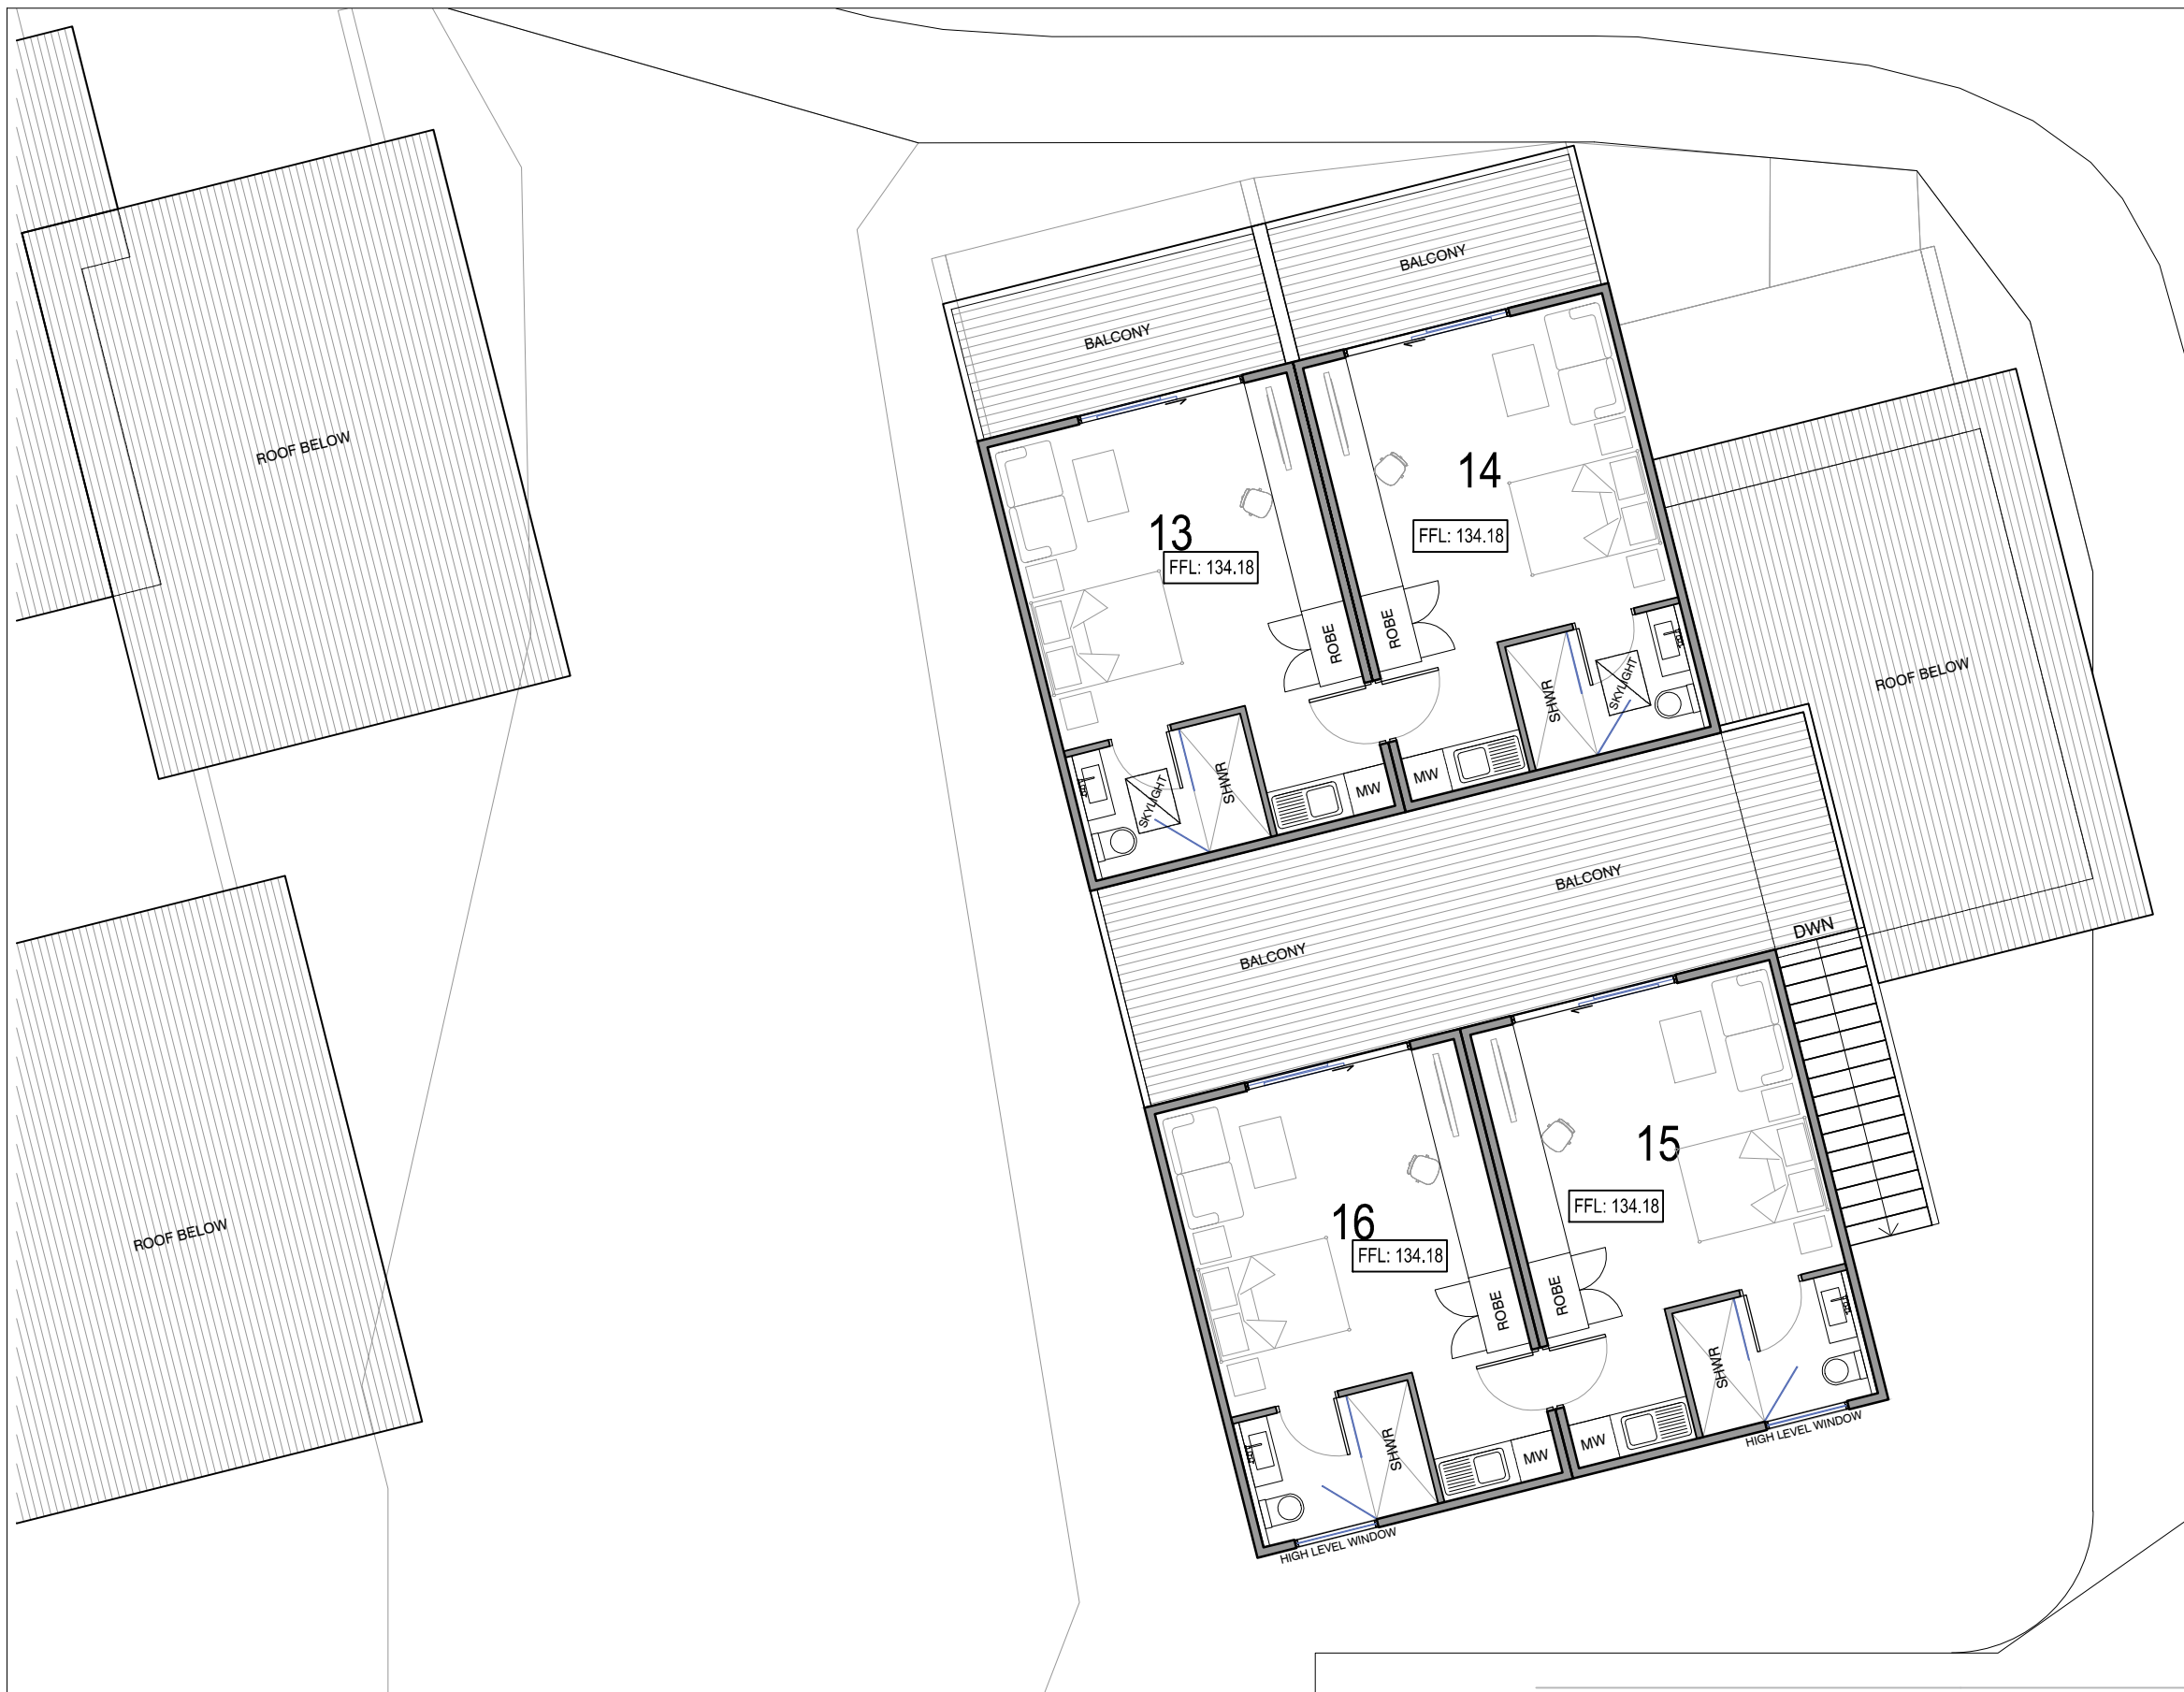 BALCONY
BALCONY
ROOF BELOW
14
FFL: 134.18
13
FFL: 134.18
ROBE
ROBE
SKYLIGHT
SHWR
ROOF BELOW
SKYLIGHT
SHWR
MW
MW
BALCONY
BALCONY
DWN
15
FFL: 134.18
16
FFL: 134.18
ROOF BELOW
ROBE
ROBE
SHWR
SHWR
MW
MW
HIGH LEVEL WINDOW
HIGH LEVEL WINDOW